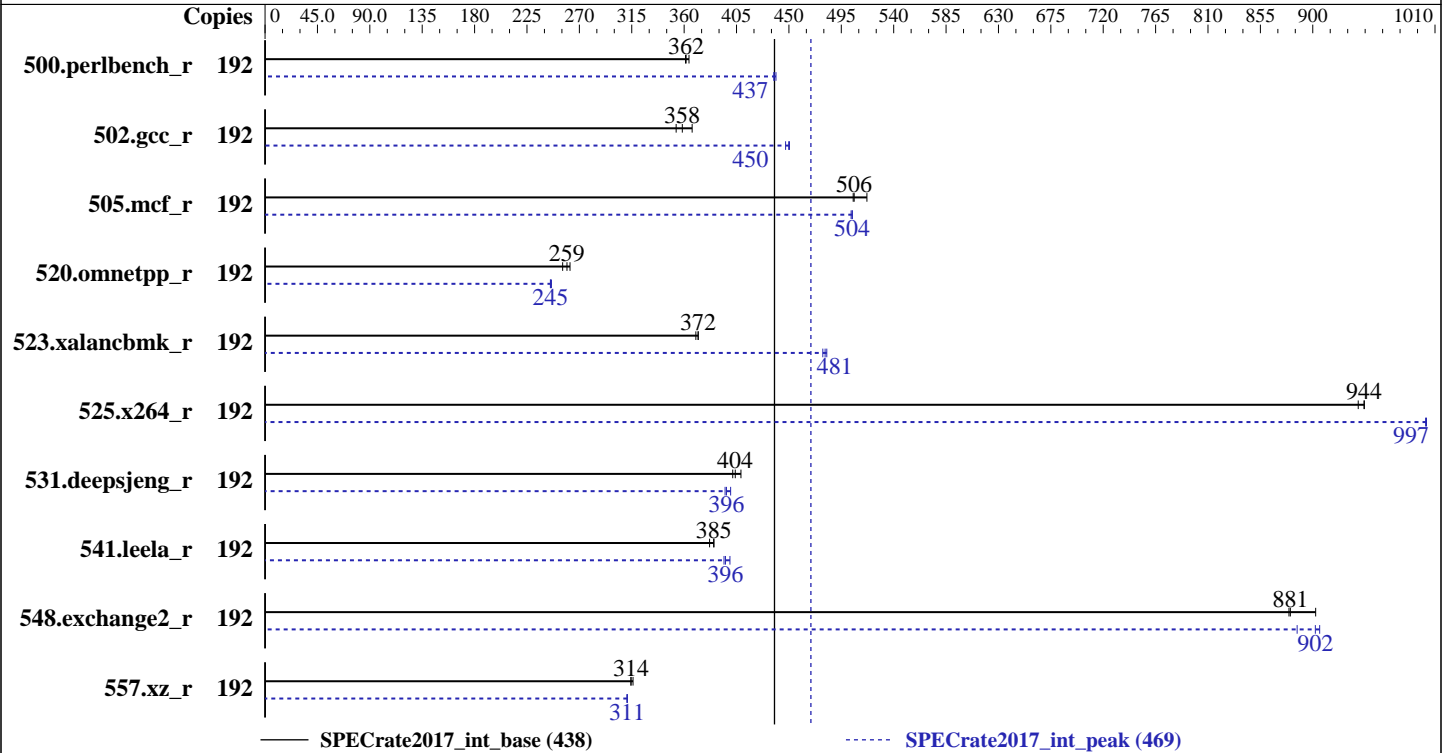 Copies 0 45.0 90.0 135 180 225 270 315 360 405 450 495 540 585 630 675 720 765 810 855 900 1010
362
500.perlbench_r 192
437
358
502.gcc_r 192
450
506
505.mcf_r 192
504
259
520.omnetpp_r 192
245
372
523.xalancbmk_r 192
481
944
525.x264_r 192
997
404
531.deepsjeng_r 192
396
385
541.leela_r 192
396
881
548.exchange2_r 192
902
314
557.xz_r 192
311
SPECrate2017_int_base (438) SPECrate2017_int_peak (469)